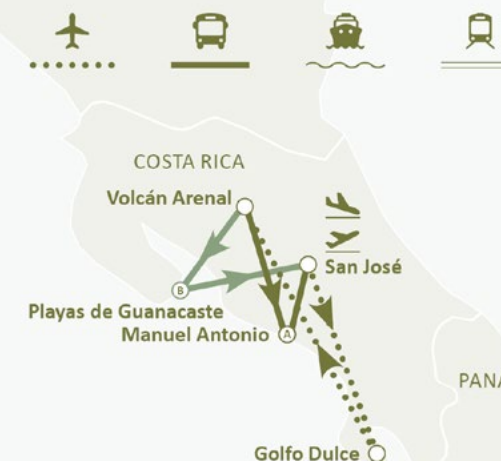 COSTA RICA
Volcán Arenal
San José
B
Playas de Guanacaste
Manuel Antonio
A
PANA
Golfo Dulce